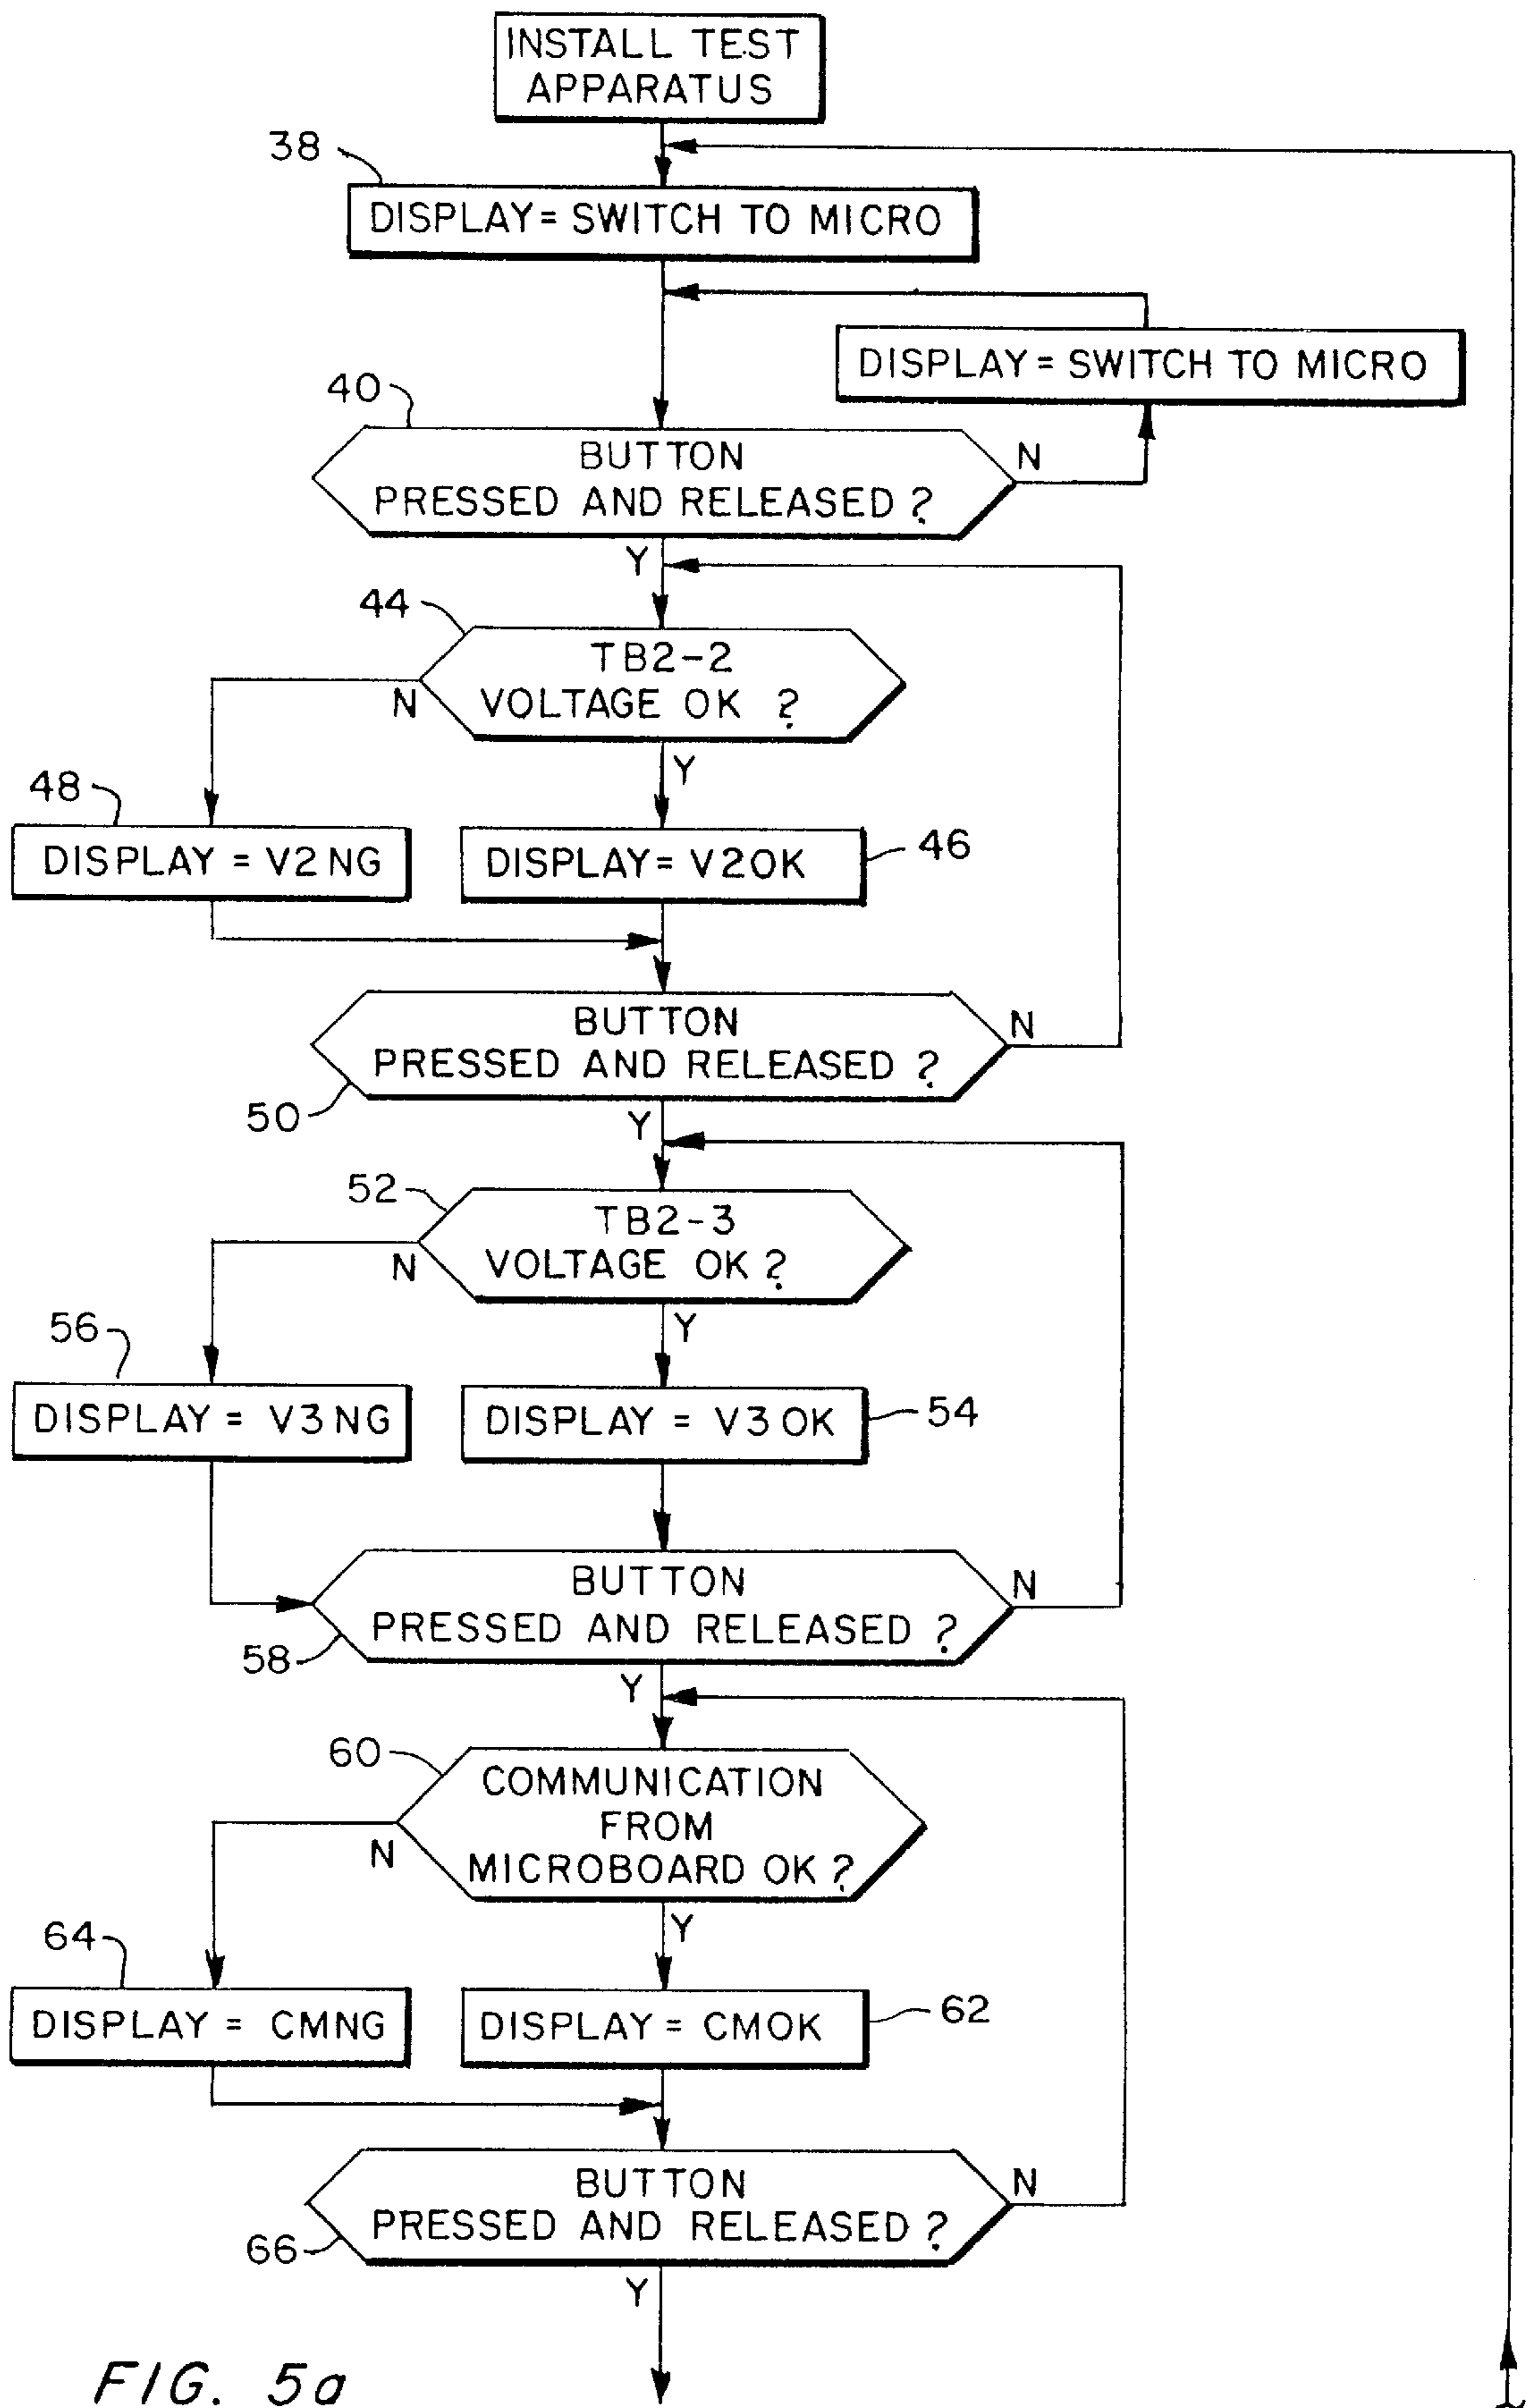 INSTALL TEST
APPARATUS
38
DISPLAY = SWITCH TO MICRO
DISPLAY = SWITCH TO MICRO
40
BUTTON
PRESSED AND RELEASED ?
N
Y
44
TB2-2
VOLTAGE OK ?
N
Y
48
DISPLAY = V2 NG
DISPLAY = V2OK
46
BUTTON
PRESSED AND RELEASED ?
N
50
Y
52
TB2-3
VOLTAGE OK ?
N
Y
56
DISPLAY = V3 NG
DISPLAY = V3 OK
54
BUTTON
PRESSED AND RELEASED ?
N
58
Y
60
COMMUNICATION
FROM
MICROBOARD OK ?
N
Y
64
DISPLAY = CMNG
DISPLAY = CMOK
62
BUTTON
PRESSED AND RELEASED ?
N
66
Y
FIG. 5a